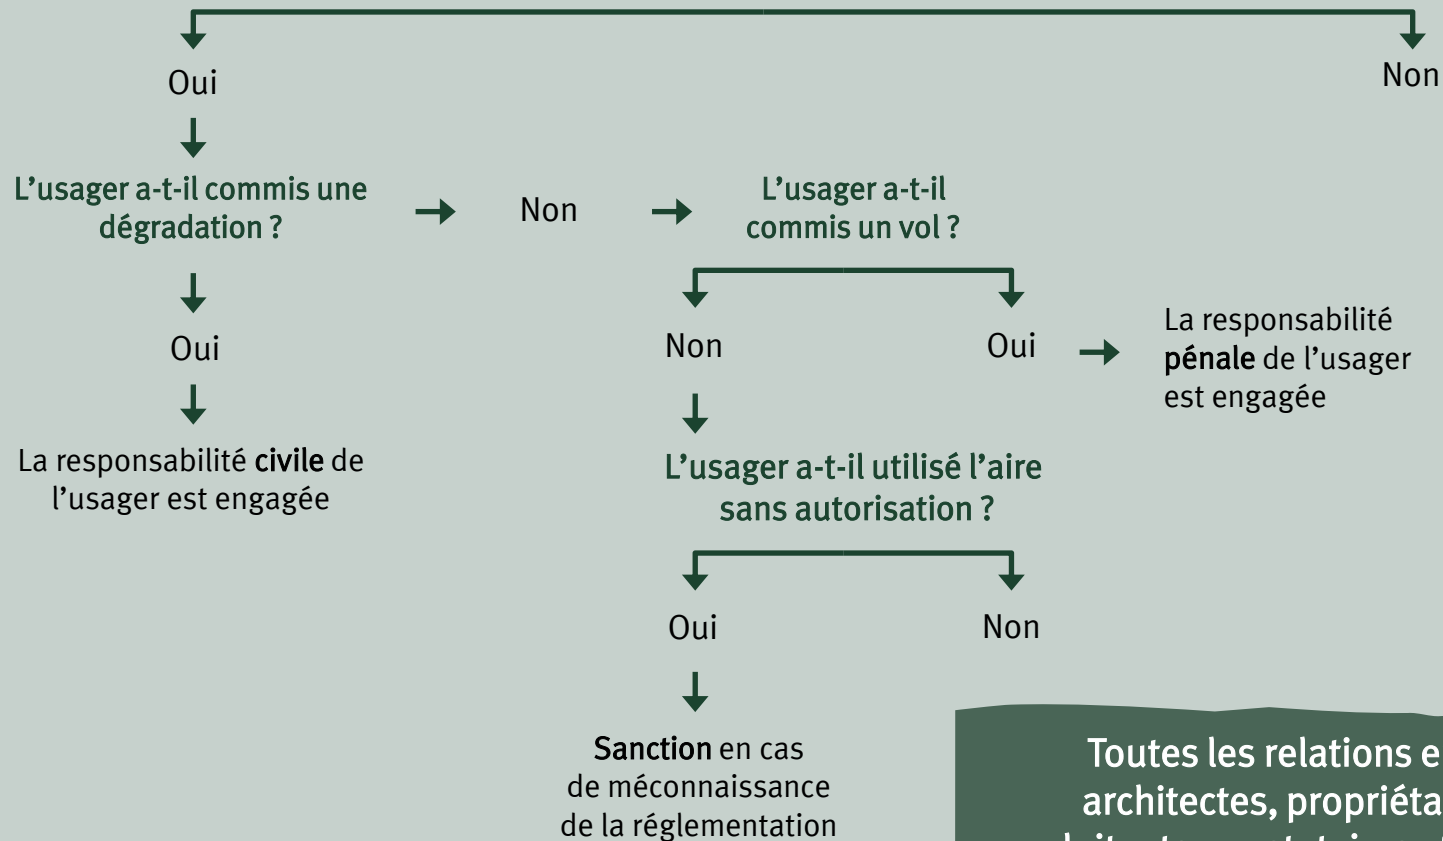 Oui
Non
L'usager a-t-il commis une
dégradation ?
Non
L'usager a-t-il
commis un vol ?
Oui
Non
Oui
La responsabilité
pénale de l'usager
est engagée
La responsabilité civile de
l'usager est engagée
L'usager a-t-il utilisé l'aire
sans autorisation ?
Oui
Non
Sanction en cas
de méconnaissance
de la réglementation
Toutes les relations e
architectes, propriéta